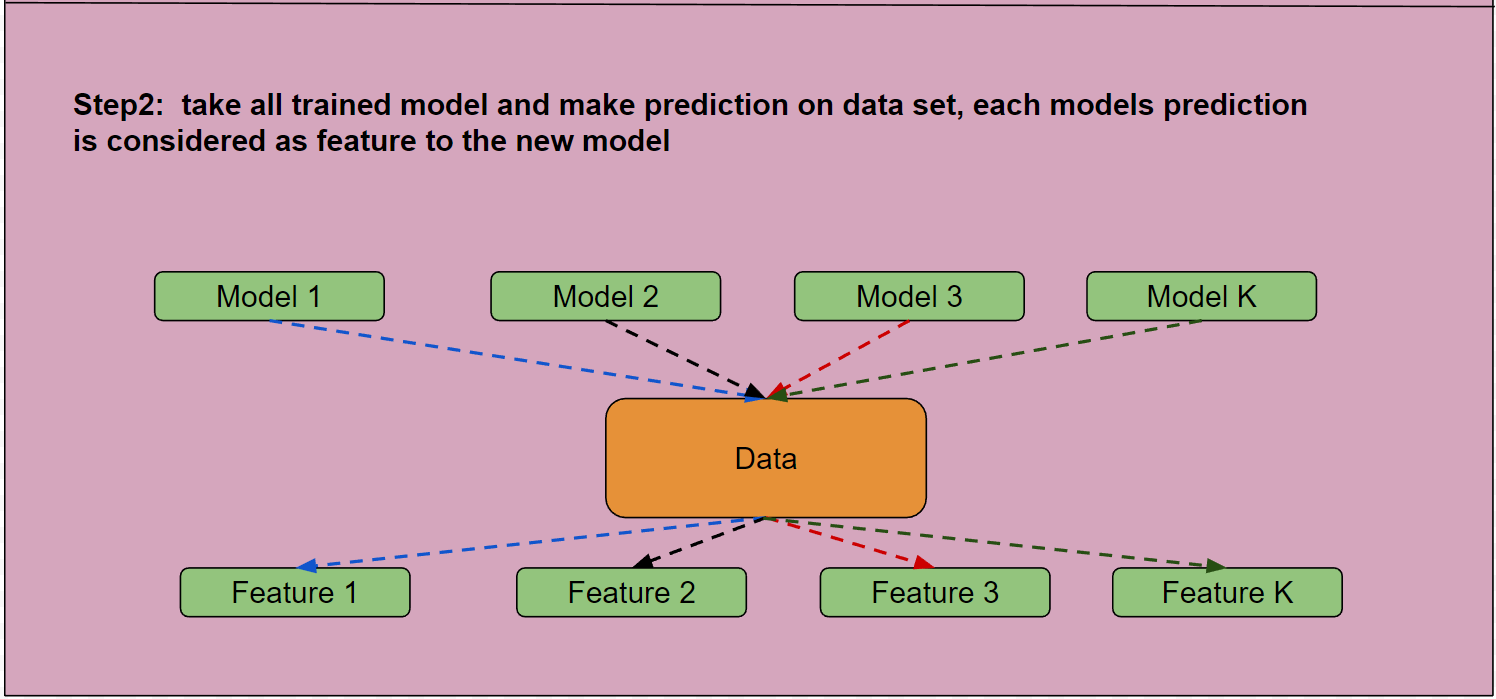 Step2:  take all trained model and make prediction on data set, each models prediction
is considered as feature to the new model
Model 1
Model 2
Model 3
Model K
Data
Feature 1
Feature 2
Feature 3
Feature K